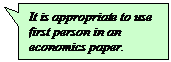 It is appropriate to use
first person in an
economics paper.